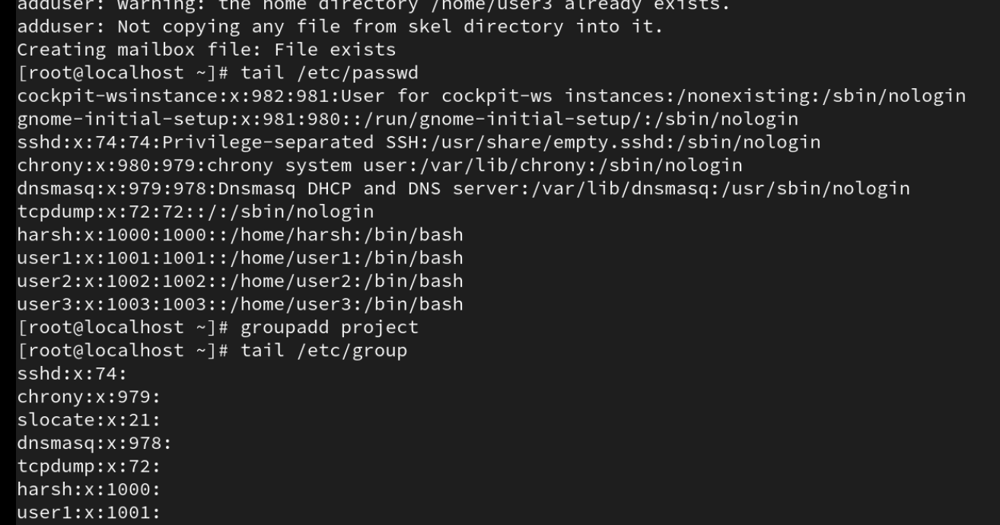 adduser: warning: the home directory /home/user3 already exists.
adduser: Not copying any file from skel directory into it.
Creating mailbox file: File exists
[root@localhost ~]# tail /etc/passwd
cockpit-wsinstance:x:982:981:User for cockpit-ws instances:/nonexisting:/sbin/nologin
gnome-initial-setup:x:981:980::/run/gnome-initial-setup/:/sbin/nologin
sshd:x:74:74:Privilege-separated SSH:/usr/share/empty.sshd:/sbin/nologin
chrony:x:980:979:chrony system user:/var/lib/chrony:/sbin/nologin
dnsmasq:x:979:978:Dnsmasq DHCP and DNS server:/var/lib/dnsmasq:/usr/sbin/nologin
tcpdump:x:72:72::/:/sbin/nologin
harsh:x:1000:1000::/home/harsh:/bin/bash
user1:x:1001:1001::/home/user1:/bin/bash
user2:x:1002:1002::/home/user2:/bin/bash
user3:x:1003:1003::/home/user3:/bin/bash
[root@localhost ~]# groupadd project
[root@localhost ~]# tail /etc/group
sshd:x:74:
chrony:x:979:
slocate:x:21:
dnsmasq:x:978:
tcpdump:x:72:
harsh:x:1000:
user1:x:1001: